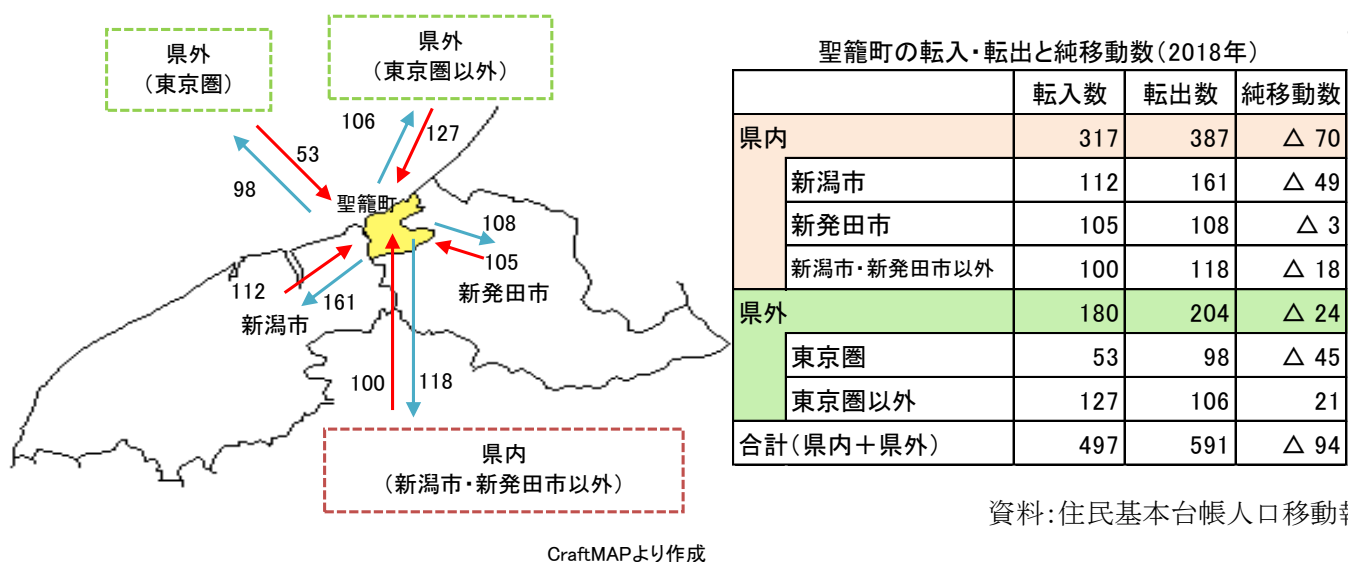 県外
（東京圏）
県外
（東京圏以外）
106
127
53
98
聖籠町
108
105
新発田市
112
161
新潟市
100
118
県内
（新潟市・新発田市以外）
CraftMAPより作成
聖籠町の転入・転出と純移動数（2018年）
転入数 転出数 純移動数
県内 317 387 △ 70
新潟市 112 161 △ 49
新発田市 105 108 △ 3
新潟市・新発田市以外 100 118 △ 18
県外 180 204 △ 24
東京圏 53 98 △ 45
東京圏以外 127 106 21
合計（県内＋県外） 497 591 △ 94
資料：住民基本台帳人口移動